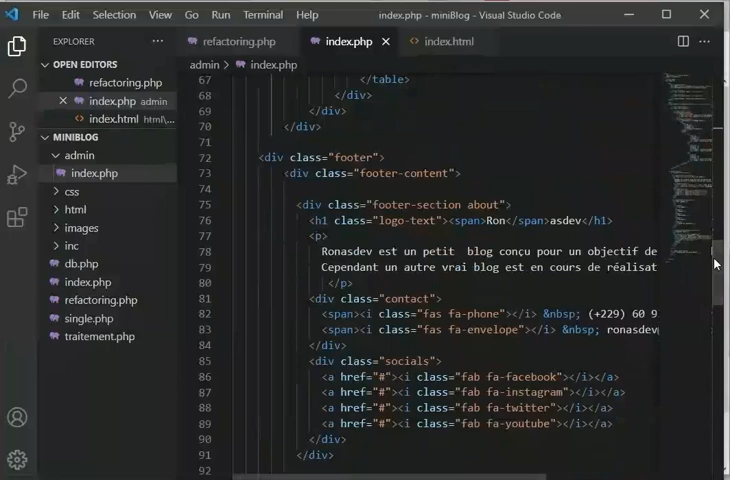 File Edit Selection View Go Run Terminal Help index.php - miniBlog - Visual Studio Code
EXPLORER ··· refactoring.php index.php × index.html ···
OPEN EDITORS
refactoring.php
× index.php admin
index.html html\...
MINIBLOG
admin
index.php
css
html
images
inc
db.php
index.php
refactoring.php
single.php
traitement.php
admin > index.php
67 </table>
68 </div>
69 </div>
70 </div>
71
72 <div class="footer">
73 <div class="footer-content">
74
75 <div class="footer-section about">
76 <h1 class="logo-text"><span>Ron</span>asdev</h1>
77 <p>
78 Ronasdev est un petit  blog conçu pour un objectif de
79 Cependant un autre vrai blog est en cours de réalisat
80 </p>
81 <div class="contact">
82 <span><i class="fas fa-phone"></i> &nbsp; (+229) 60 9
83 <span><i class="fas fa-envelope"></i> &nbsp; ronasdev
84 </div>
85 <div class="socials">
86 <a href="#"><i class="fab fa-facebook"></i></a>
87 <a href="#"><i class="fab fa-instagram"></i></a>
88 <a href="#"><i class="fab fa-twitter"></i></a>
89 <a href="#"><i class="fab fa-youtube"></i></a>
90 </div>
91 </div>
92